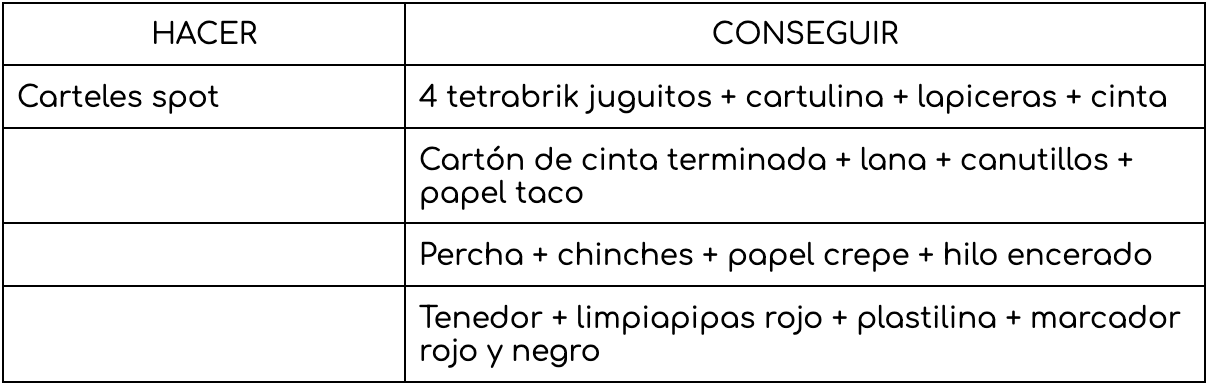 HACER
CONSEGUIR
Carteles spot
4 tetrabrik juguitos + cartulina + lapiceras + cinta
Cartón de cinta terminada + lana + canutillos +
papel taco
Percha + chinches + papel crepe + hilo encerado
Tenedor + limpiapipas rojo + plastilina + marcador
rojo y negro